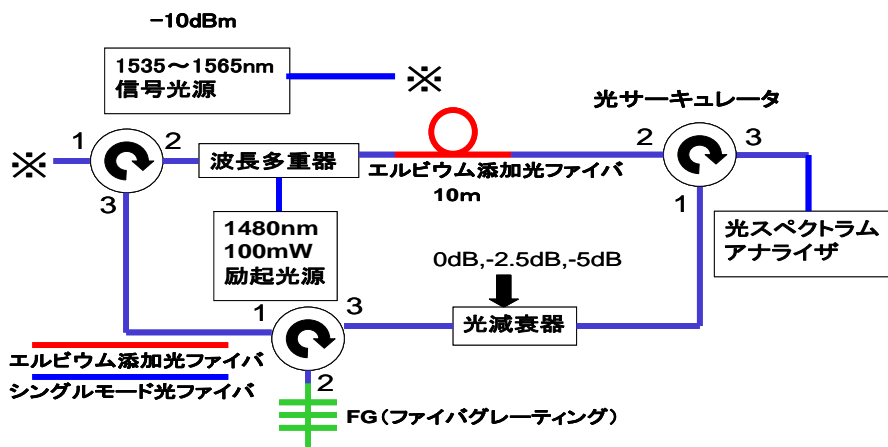 -10dBm
1535～1565nm
信号光源
※
光サーキュレータ
1
2
2
3
※
波長多重器
エルビウム添加光ファイバ
10m
3
1
1480nm
100mW
励起光源
光スペクトラム
アナライザ
0dB,-2.5dB,-5dB
1
3
光減衰器
エルビウム添加光ファイバ
シングルモード光ファイバ
2
FG(ファイバグレーティング)